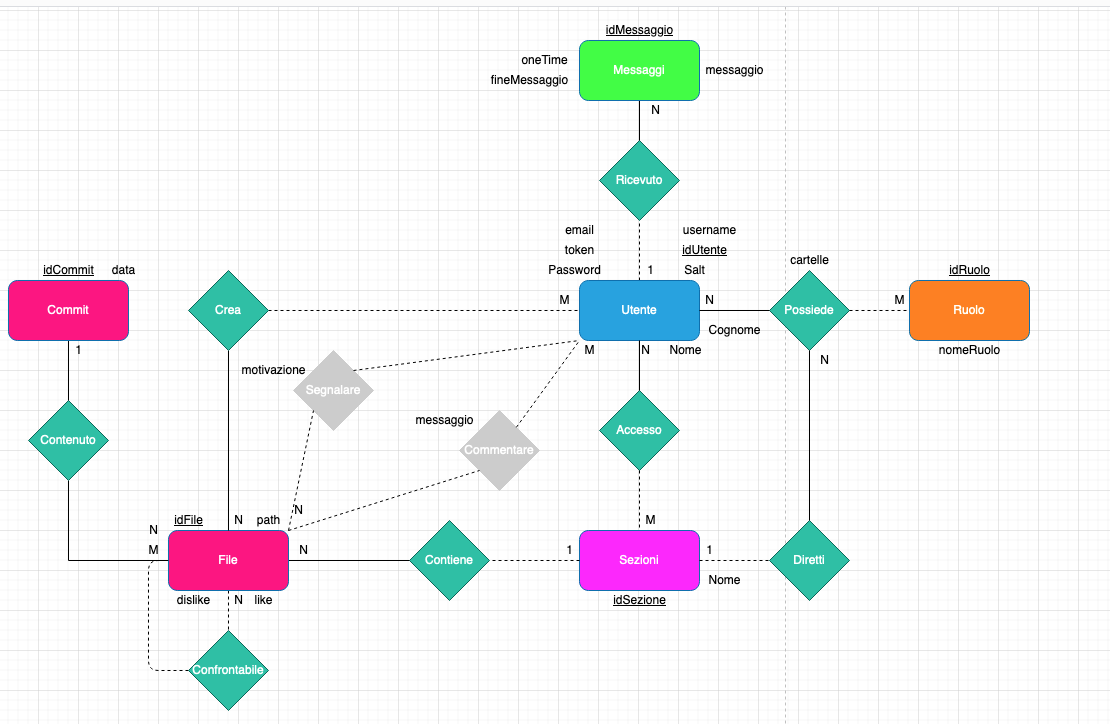 idMessaggio
oneTime
fineMessaggio
Messaggi
messaggio
N
Ricevuto
email
token
Password
username
idUtente
Salt
1
idCommit data
Commit
1
Crea
M
Utente
N
Cognome
cartelle
Possiede
M
idRuolo
Ruolo
nomeRuolo
M
N
Nome
N
motivazione
Segnalare
messaggio
Commentare
Accesso
Contenuto
N
M
idFile
N
path
N
File
N
Contiene
1
M
Sezioni
idSezione
1
Nome
Diretti
dislike
N
like
Confrontabile